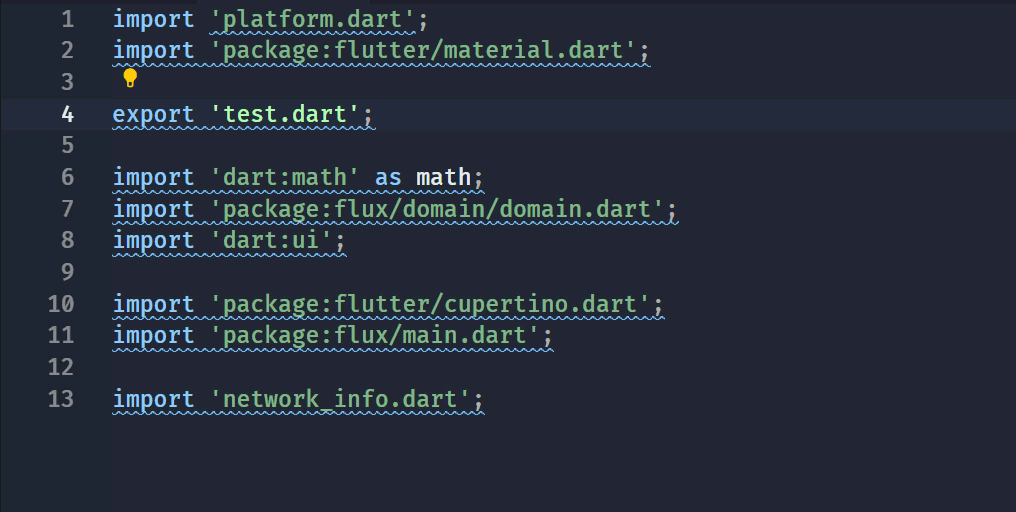 1 import 'platform.dart';
2 import 'package:flutter/material.dart';
3
4 export 'test.dart';
5
6 import 'dart:math' as math;
7 import 'package:flux/domain/domain.dart';
8 import 'dart:ui';
9
10 import 'package:flutter/cupertino.dart';
11 import 'package:flux/main.dart';
12
13 import 'network_info.dart';